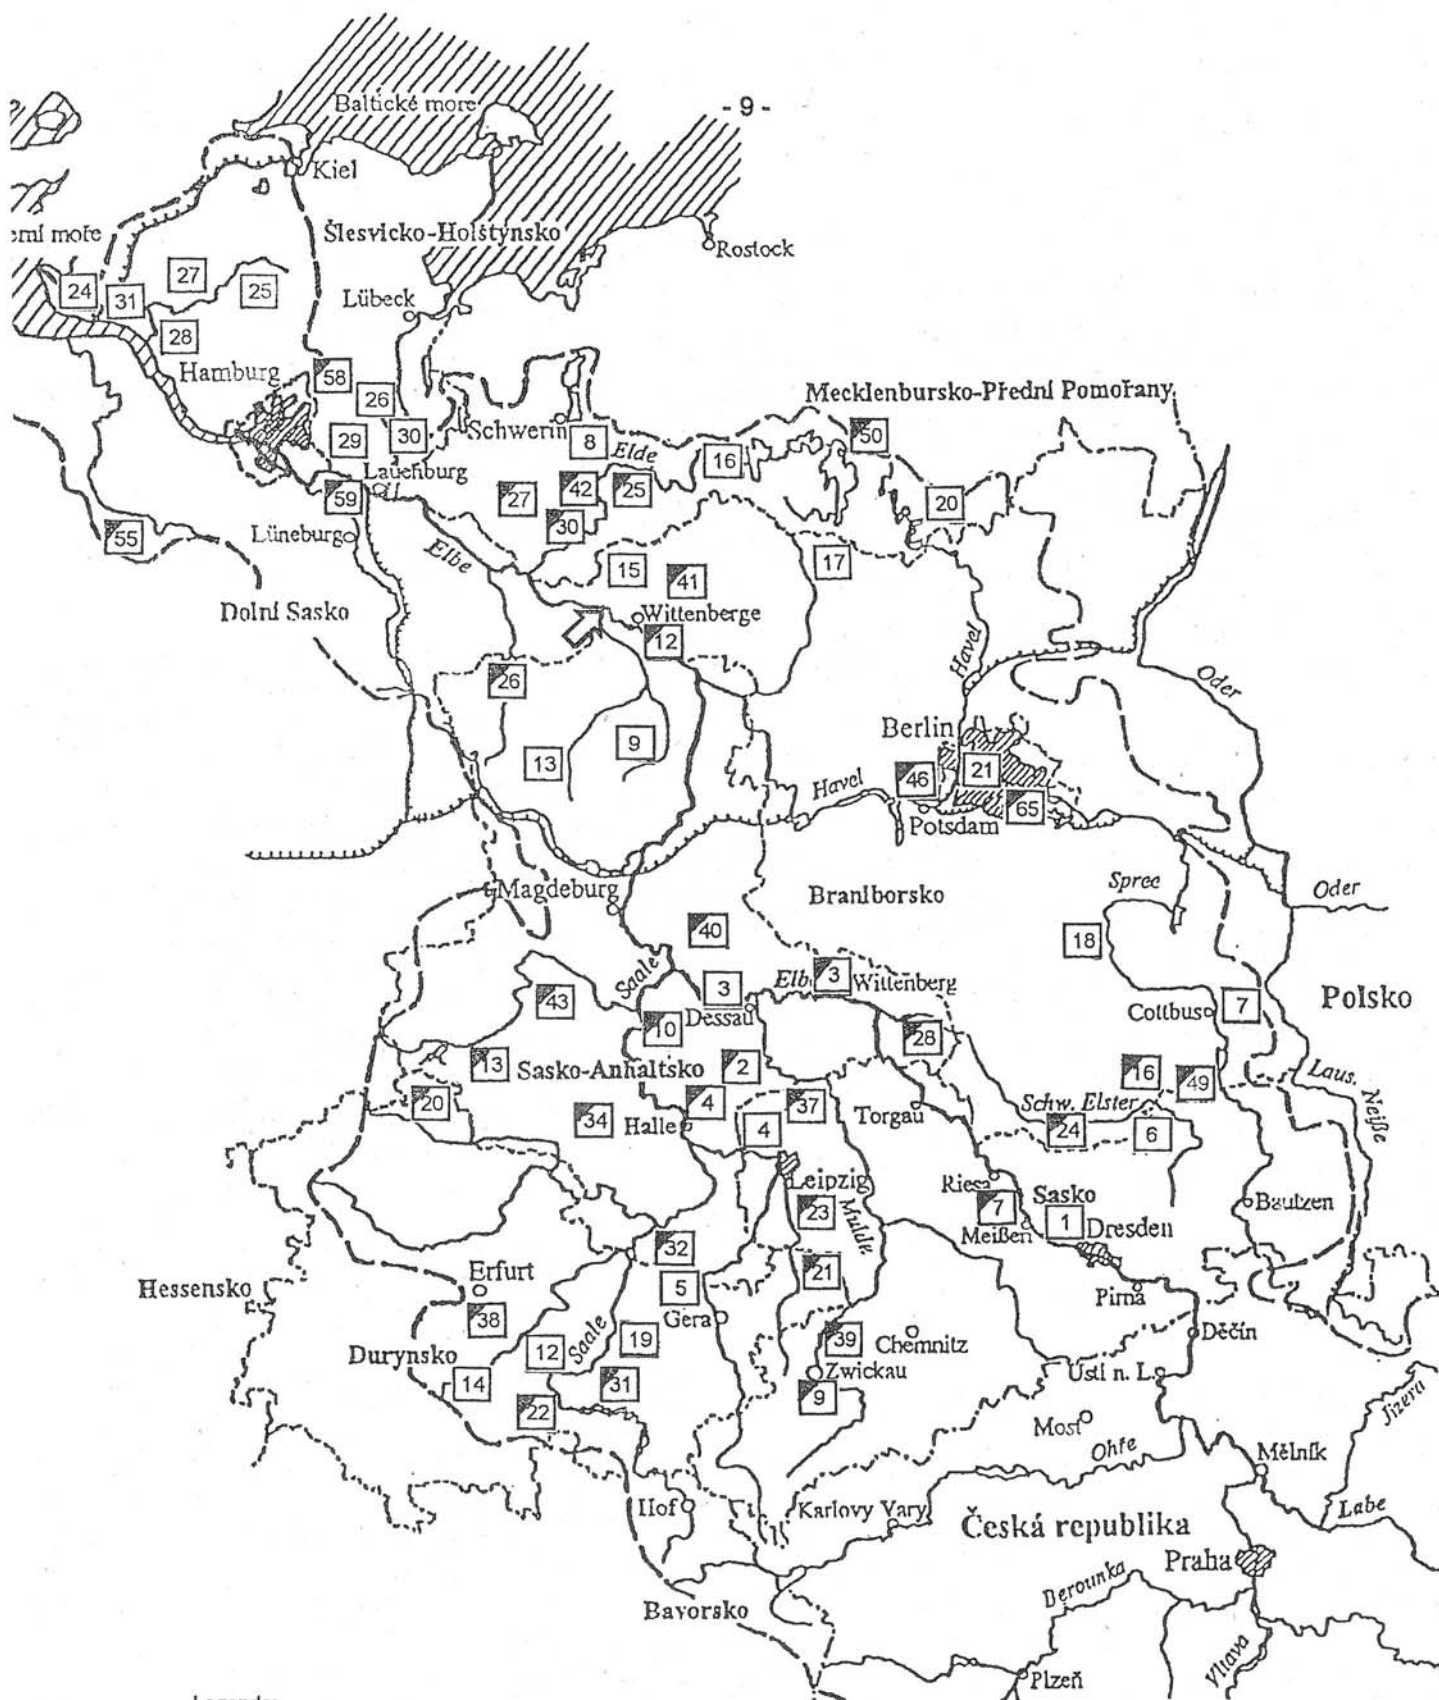 - 9 -
Baltické more
Kiel
erní moře
Šlesvicko-Holštýnsko
Rostock
27
24
31
25
Lübeck
28
Hamburg
58
Mecklenbursko-Přední Pomořany
26
29
30
Schwerin
8
Elde
50
16
Lauenburg
59
27
42
25
20
55
Lüneburg
30
Elbe
15
41
17
Dolní Sasko
Wittenberge
12
Havel
26
Oder
Berlin
9
13
21
46
Havel
65
Potsdam
Magdeburg
Braniborsko
Spree
Oder
40
18
Saale
3
Elb
3
Wittenberg
43
Polsko
Dessau
Cottbus
7
10
28
13
Sasko-Anhaltsko
2
16
49
Laus.
Neiße
20
4
37
Torgau
Schw. Elster
34
Halle
4
24
6
Leipzig
Riesa
Sasko
23
Mulde
7
1
Bautzen
Meißen
Dresden
32
21
Erfurt
Hessensko
5
Pirna
Gera
38
Saale
19
39
Chemnitz
Děčín
Durynsko
12
Zwickau
Usti n. L.
14
31
9
22
Most
Jizera
Ohře
Mělník
Hof
Karlovy Vary
Labe
Česká republika
Praha
Berounka
Bavorsko
Vltava
Plzeň